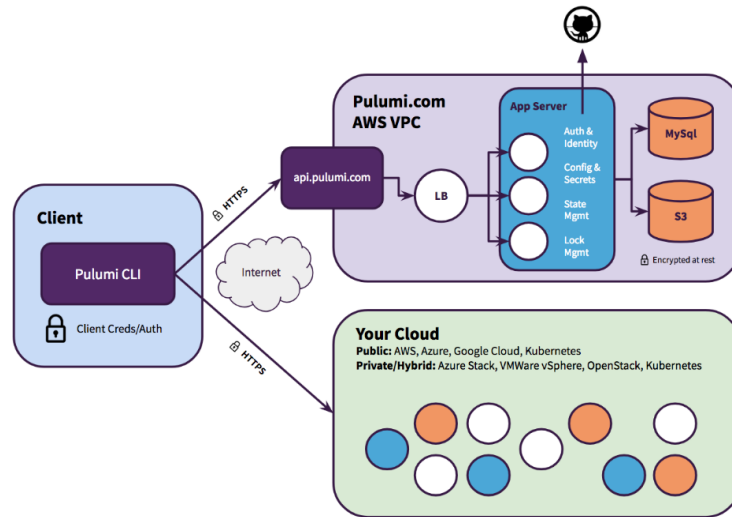 Pulumi.com
AWS VPC
App Server
Auth &
Identity
Config &
Secrets
State
Mgmt
Lock
Mgmt
MySql
S3
Encrypted at rest
api.pulumi.com
LB
HTTPS
Client
Pulumi CLI
Client Creds/Auth
Internet
HTTPS
Your Cloud
Public: AWS, Azure, Google Cloud, Kubernetes
Private/Hybrid: Azure Stack, VMWare vSphere, OpenStack, Kubernetes